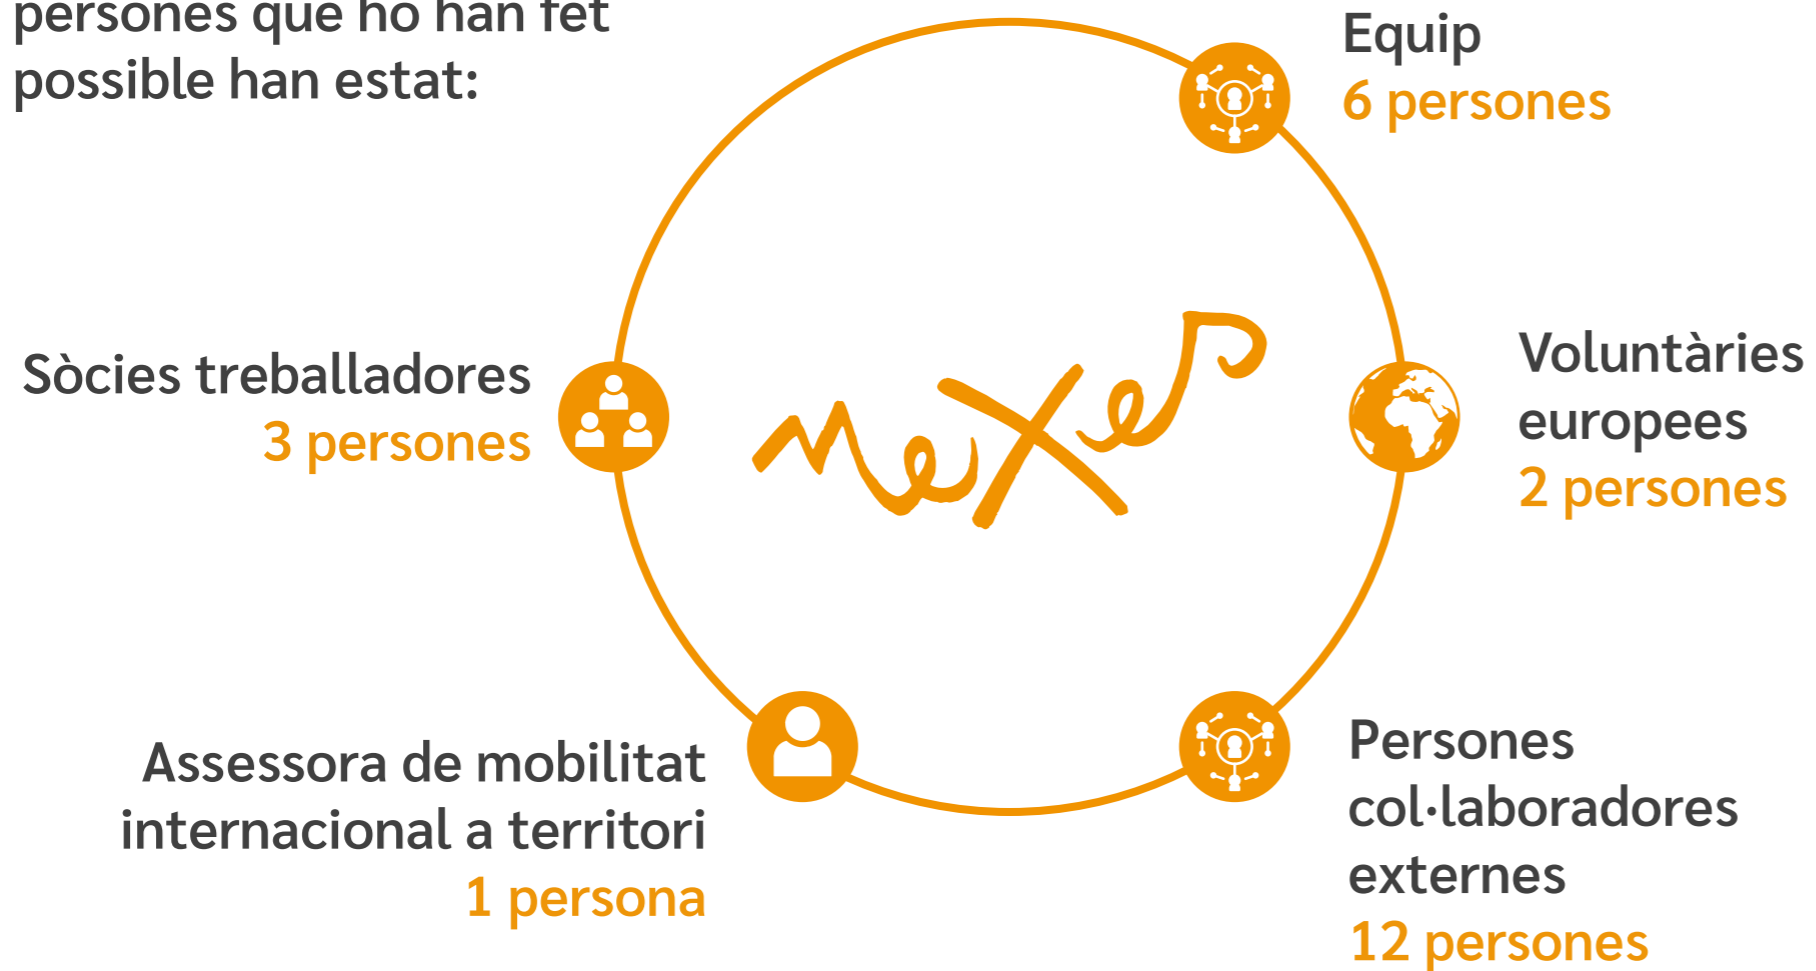 persones que ho han fet
possible han estat:
Equip
6 persones
Sòcies treballadores
3 persones
nexes
Voluntàries
europees
2 persones
Assessora de mobilitat
internacional a territori
1 persona
Persones
col·laboradores
externes
12 persones